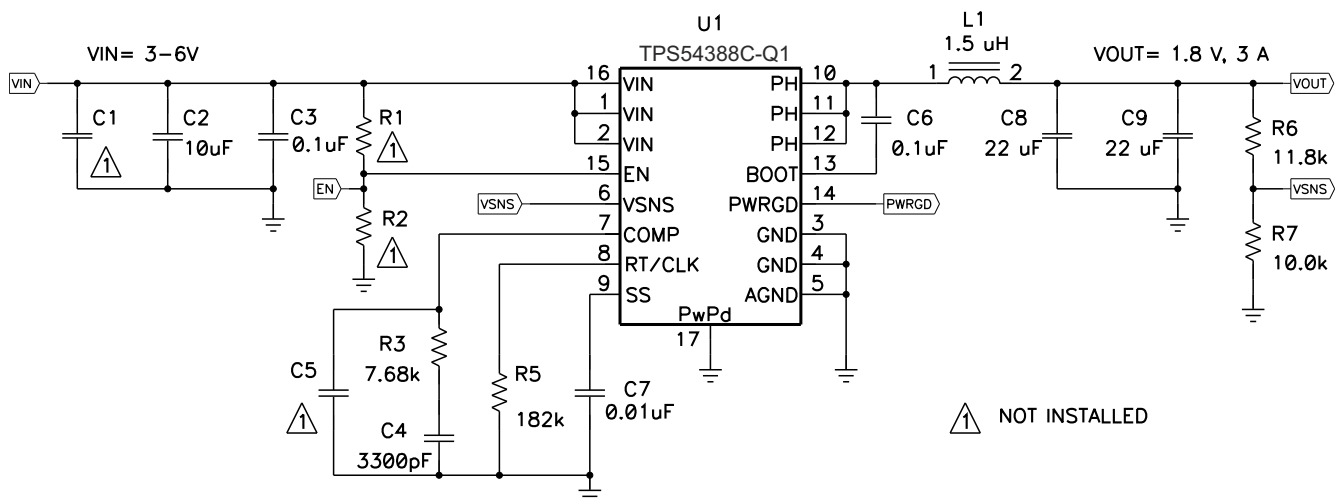 U1
TPS54388C-Q1
L1
1.5 uH
VIN= 3-6V
VOUT= 1.8 V, 3 A
VIN
C1
1
C2
10uF
C3
0.1uF
R1
1
EN
R2
1
16 VIN
1 VIN
2 VIN
15 EN
VSNS 6 VSNS
7 COMP
8 RT/CLK
9 SS
PH 10
PH 11
PH 12
BOOT 13
PWRGD 14 PWRGD
GND 3
GND 4
AGND 5
PwPd
17
1 2
C6
0.1uF
C8
22 uF
C9
22 uF
VOUT
R6
11.8k
VSNS
R7
10.0k
C5
1
R3
7.68k
C4
3300pF
R5
182k
C7
0.01uF
1 NOT INSTALLED